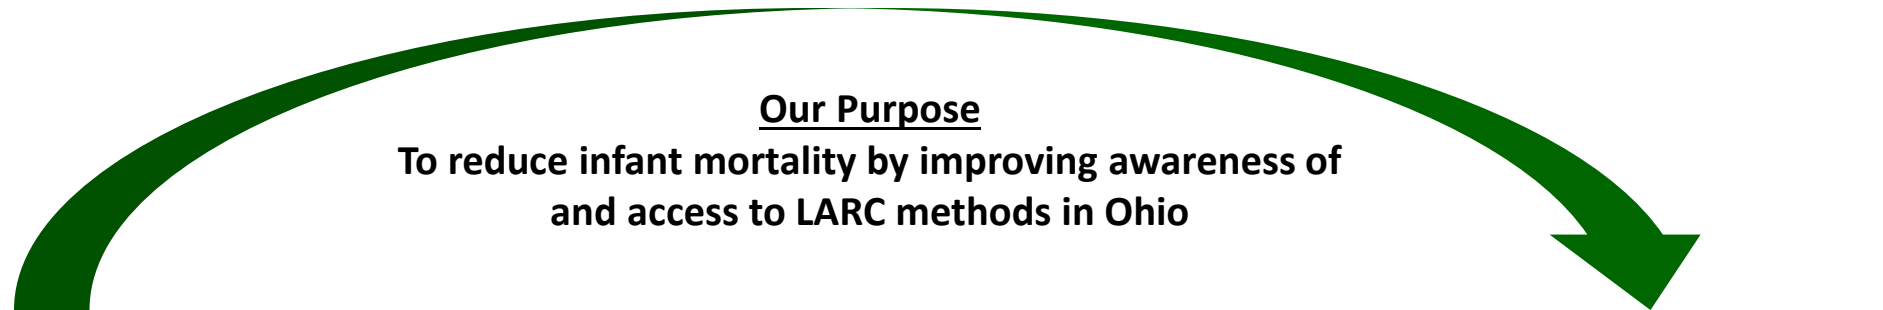 Our Purpose
To reduce infant mortality by improving awareness of
and access to LARC methods in Ohio